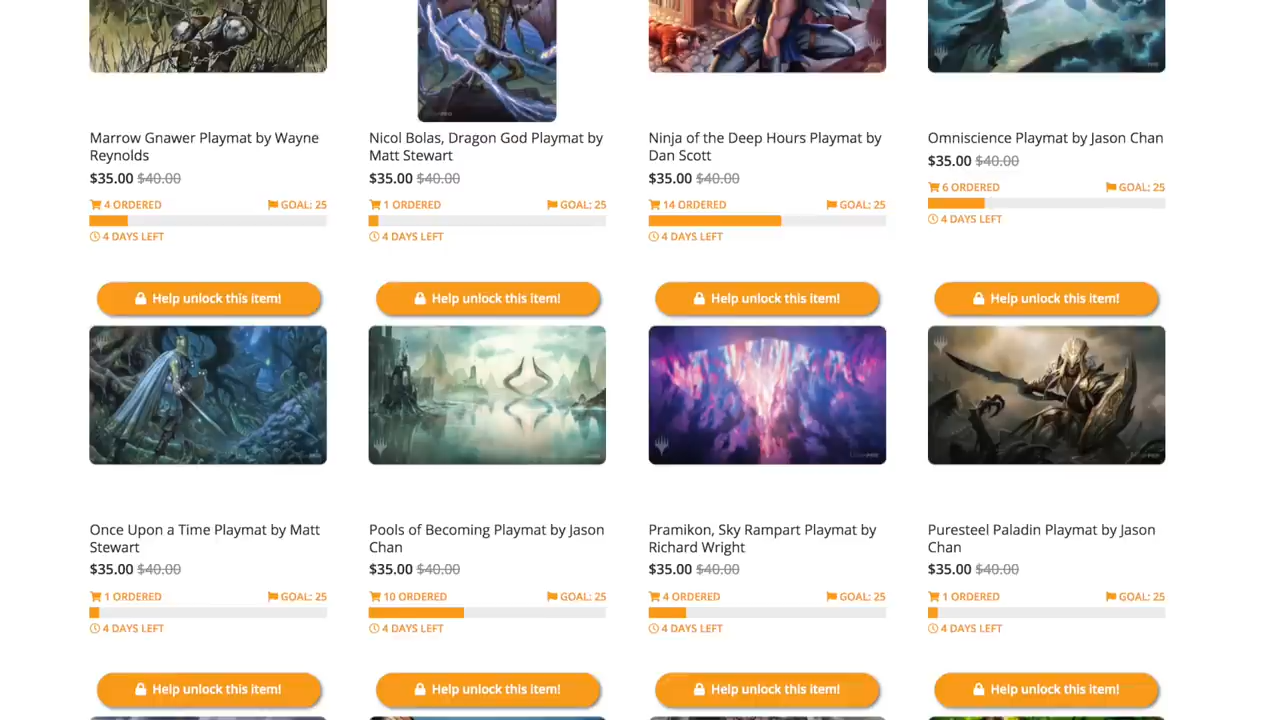 Marrow Gnawer Playmat by Wayne
Reynolds
$35.00 $40.00
4 ORDERED GOAL: 25
4 DAYS LEFT
Help unlock this item!
Nicol Bolas, Dragon God Playmat by
Matt Stewart
$35.00 $40.00
1 ORDERED GOAL: 25
4 DAYS LEFT
Help unlock this item!
Ninja of the Deep Hours Playmat by
Dan Scott
$35.00 $40.00
14 ORDERED GOAL: 25
4 DAYS LEFT
Help unlock this item!
Omniscience Playmat by Jason Chan
$35.00 $40.00
6 ORDERED GOAL: 25
4 DAYS LEFT
Help unlock this item!
Once Upon a Time Playmat by Matt
Stewart
$35.00 $40.00
1 ORDERED GOAL: 25
4 DAYS LEFT
Help unlock this item!
Pools of Becoming Playmat by Jason
Chan
$35.00 $40.00
10 ORDERED GOAL: 25
4 DAYS LEFT
Help unlock this item!
Pramikon, Sky Rampart Playmat by
Richard Wright
$35.00 $40.00
4 ORDERED GOAL: 25
4 DAYS LEFT
Help unlock this item!
Puresteel Paladin Playmat by Jason
Chan
$35.00 $40.00
1 ORDERED GOAL: 25
4 DAYS LEFT
Help unlock this item!